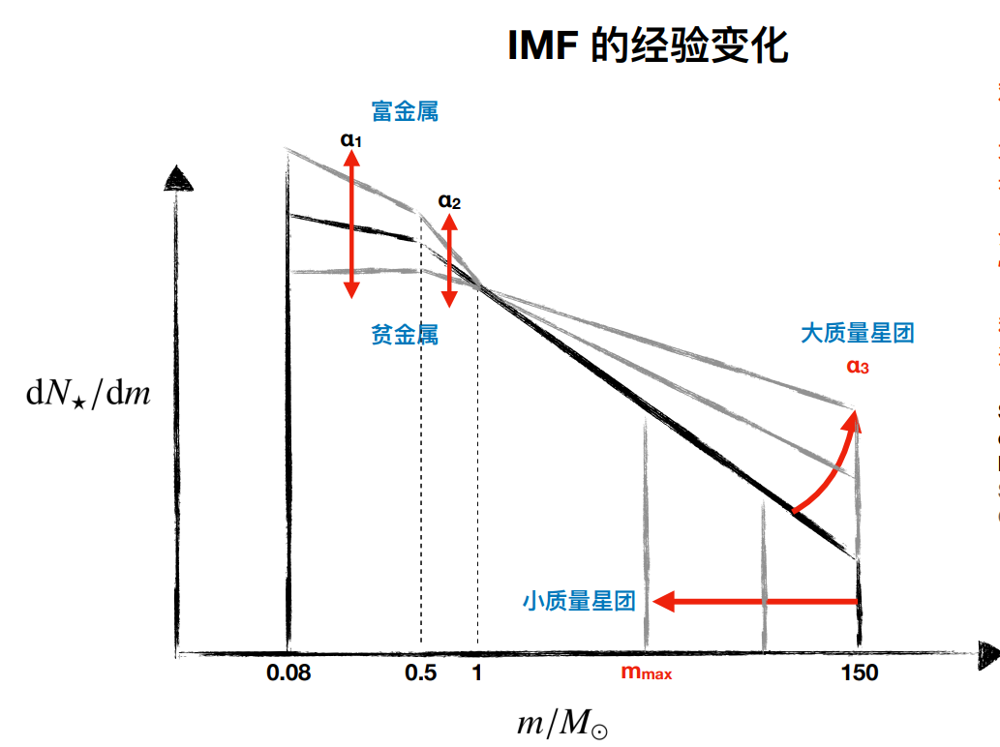 IMF 的经验变化
富金属
α1
α2
贫金属
大质量星团
α3
dN★/dm
小质量星团
0.08 0.5 1 mmax 150
m/M⊙